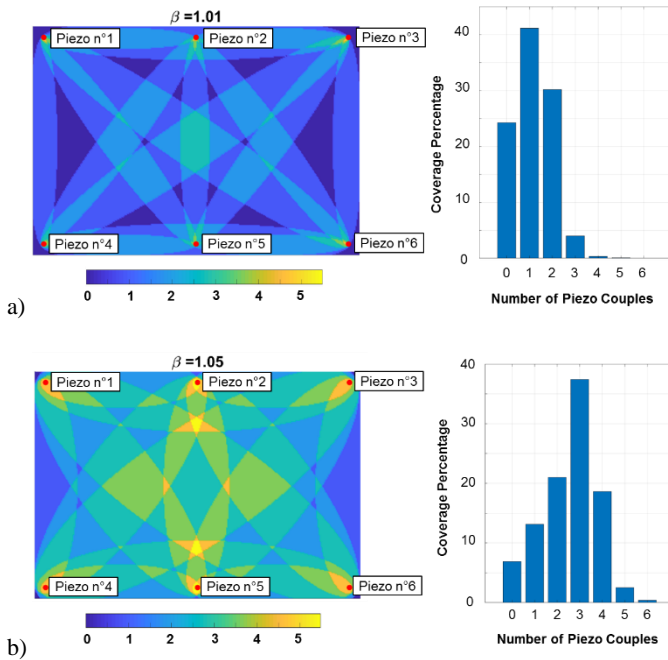 β =1.01
Piezo n°1
Piezo n°2
Piezo n°3
Piezo n°4
Piezo n°5
Piezo n°6
0 1 2 3 4 5
a)
40
30
20
10
0
Coverage Percentage
0 1 2 3 4 5 6
Number of Piezo Couples
β =1.05
Piezo n°1
Piezo n°2
Piezo n°3
Piezo n°4
Piezo n°5
Piezo n°6
0 1 2 3 4 5
b)
40
30
20
10
0
Coverage Percentage
0 1 2 3 4 5 6
Number of Piezo Couples